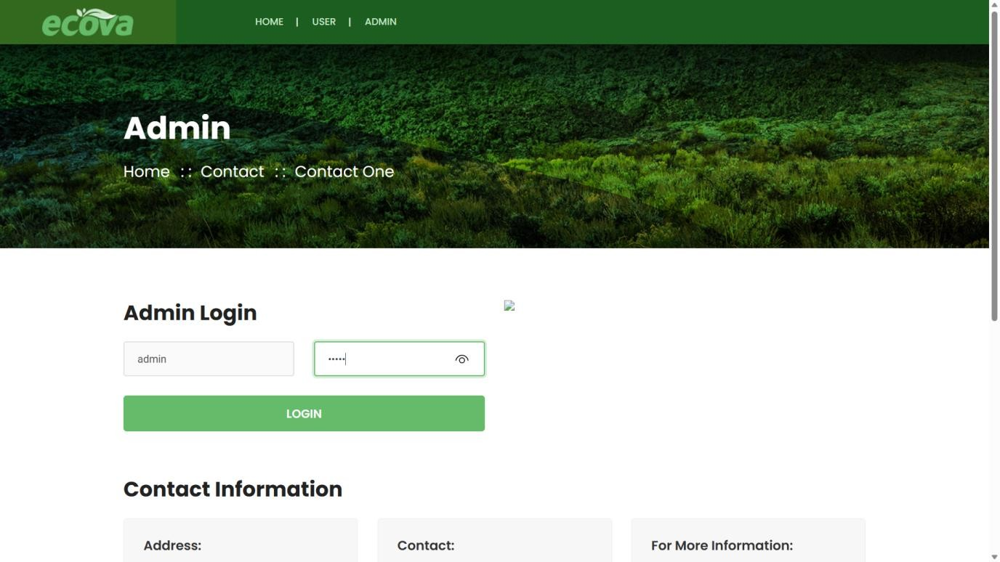 ecova
HOME | USER | ADMIN
Admin
Home :: Contact :: Contact One
Admin Login
admin
•••••
LOGIN
Contact Information
Address:
Contact:
For More Information: